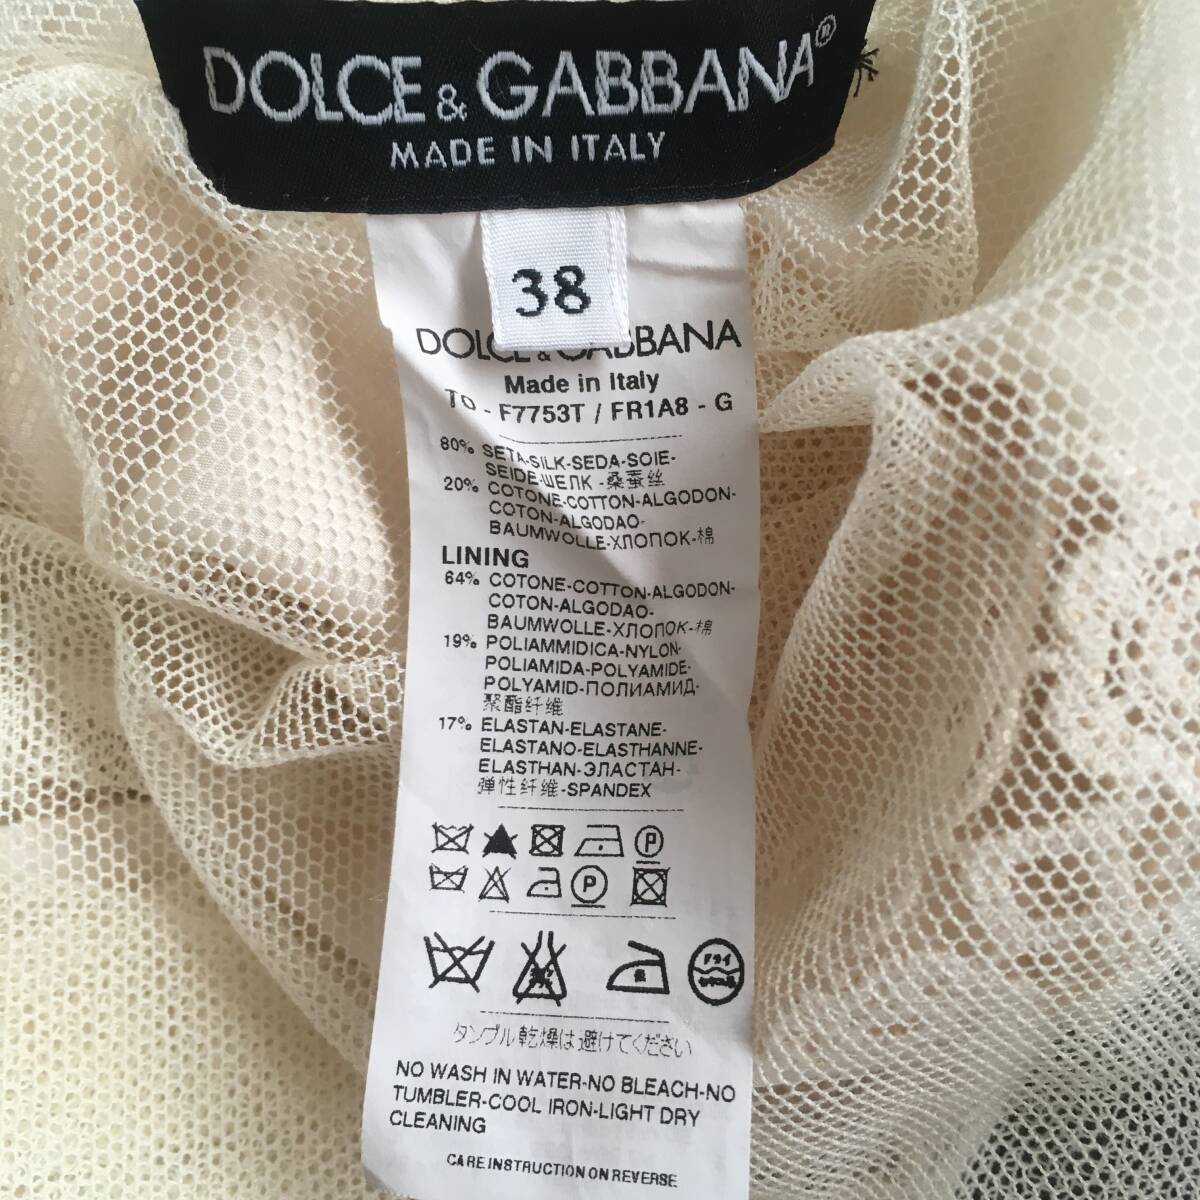 DOLCE & GABBANA®
MADE IN ITALY
38
DOLCE & GABBANA
Made in Italy
TO - F7753T / FR1A8 - G
80% SETA-SILK-SEDA-SOIE-
SEIDE-ШЕЛК-桑蚕丝
20% COTONE-COTTON-ALGODON-
COTON-ALGODAO-
BAUMWOLLE-ХЛОПОК-棉
LINING
64% COTONE-COTTON-ALGODON-
COTON-ALGODAO-
BAUMWOLLE-ХЛОПОК-棉
19% POLIAMMIDICA-NYLON-
POLIAMIDA-POLYAMIDE-
POLYAMID-ПОЛИАМИД-
聚酯纤维
17% ELASTAN-ELASTANE-
ELASTANO-ELASTHANNE-
ELASTHAN-ЭЛАСТАН-
弹性纤维-SPANDEX
P
P
ドライ
タンブル乾燥は避けてください
NO WASH IN WATER-NO BLEACH-NO
TUMBLER-COOL IRON-LIGHT DRY
CLEANING
CARE INSTRUCTION ON REVERSE